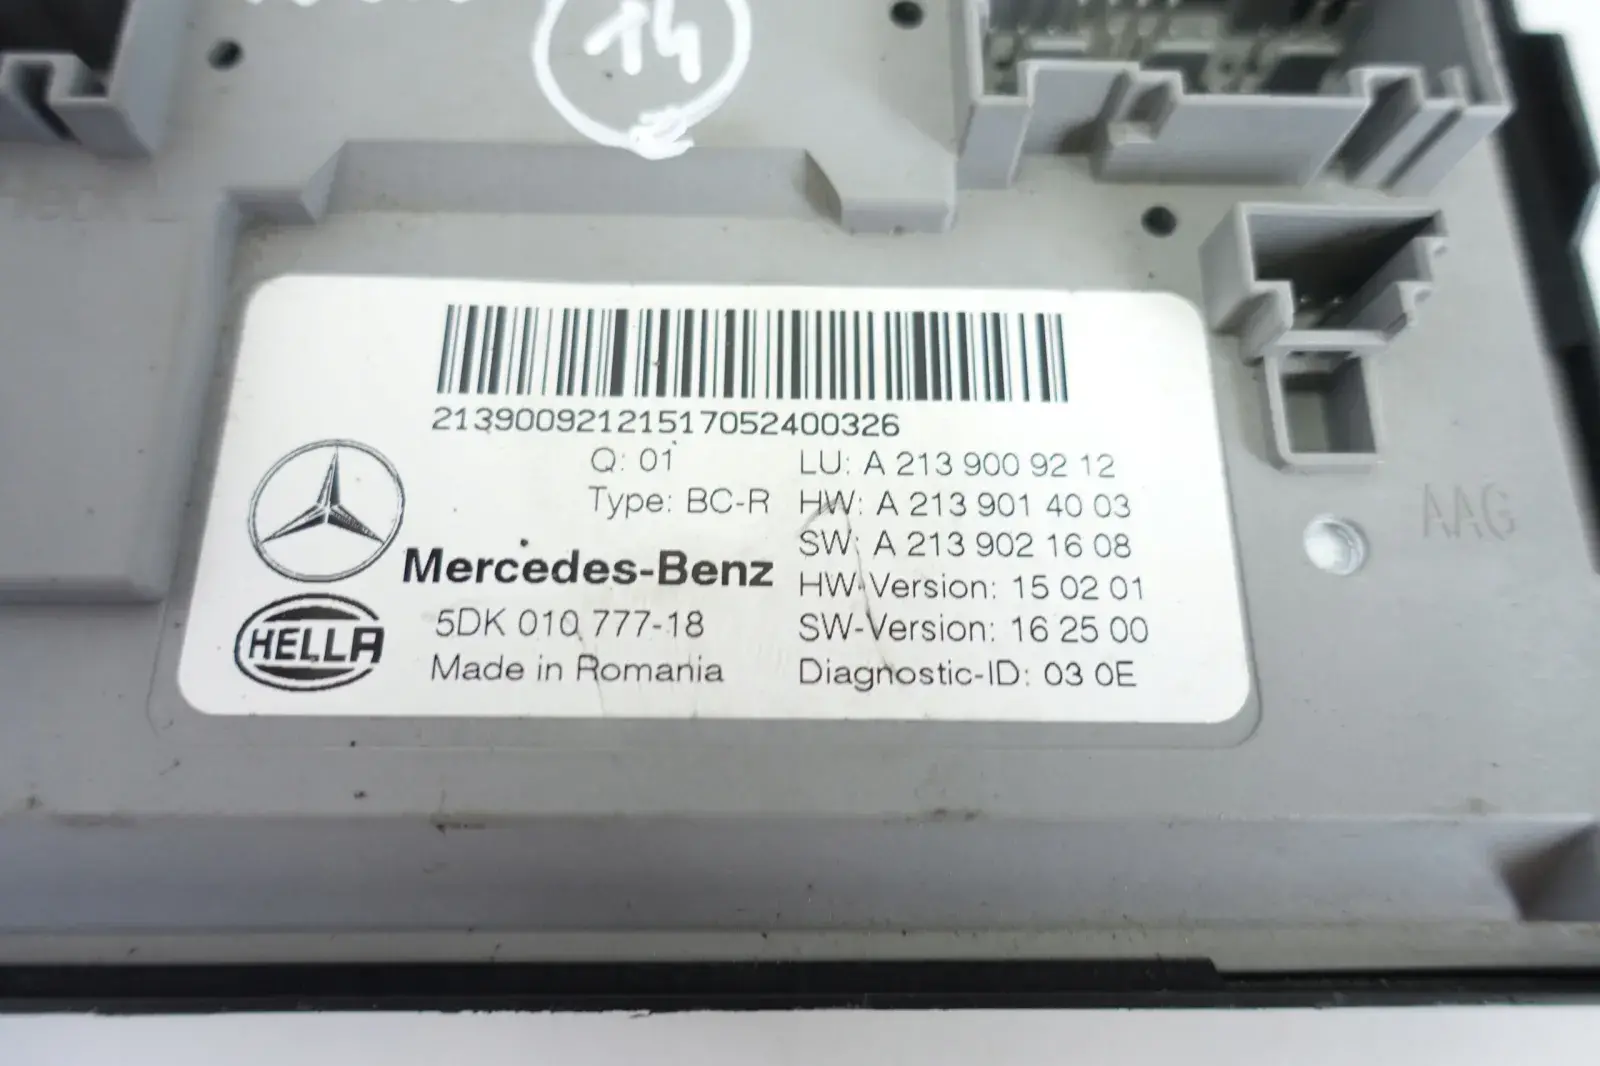 14
21390092121517052400326
Q: 01
LU: A 213 900 92 12
Type: BC-R
HW: A 213 901 40 03
SW: A 213 902 16 08
Mercedes-Benz
HW-Version: 15 02 01
5DK 010 777-18
SW-Version: 16 25 00
HELLA
Made in Romania
Diagnostic-ID: 03 0E
AAG